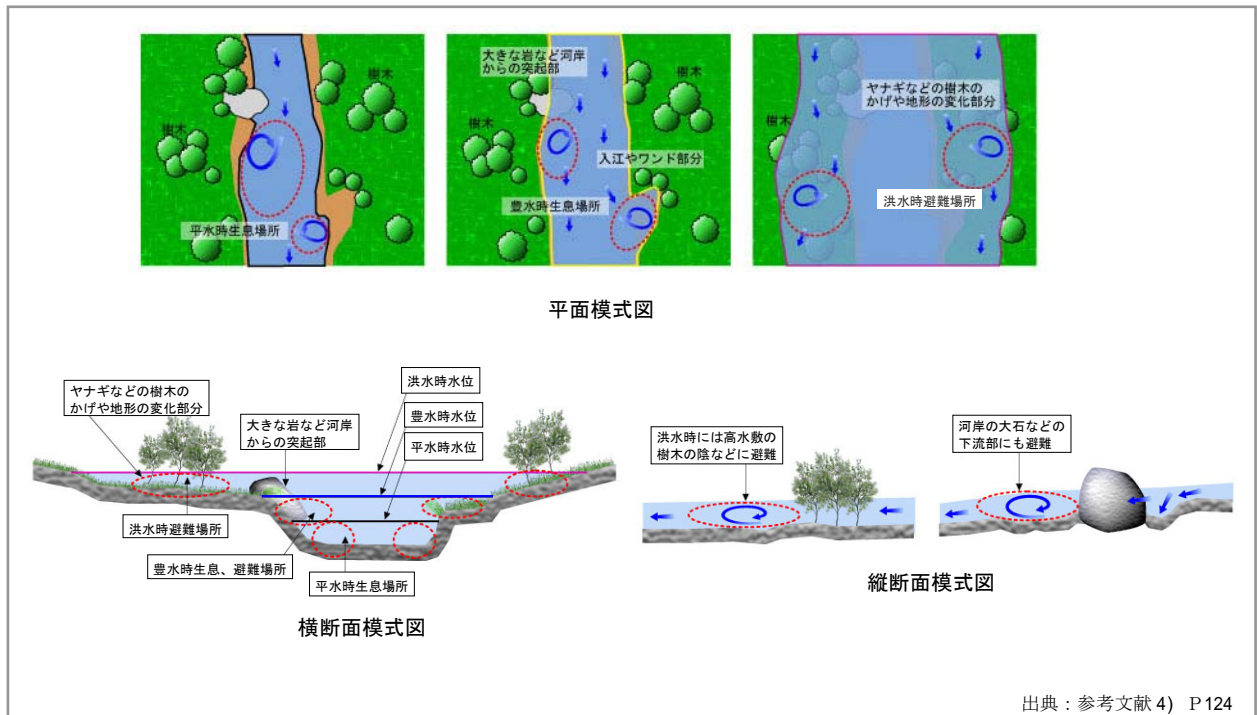 樹木
樹木
平水時生息場所
大きな岩など河岸
からの突起部
樹木
入江やワンド部分
豊水時生息場所
ヤナギなどの樹木の
かげや地形の変化部分
樹木
洪水時避難場所
平面模式図
ヤナギなどの樹木の
かげや地形の変化部分
大きな岩など河岸
からの突起部
洪水時水位
豊水時水位
平水時水位
洪水時避難場所
豊水時生息、避難場所
平水時生息場所
横断面模式図
洪水時には高水敷の
樹木の陰などに避難
河岸の大石などの
下流部にも避難
縦断面模式図
出典:参考文献 4) P124